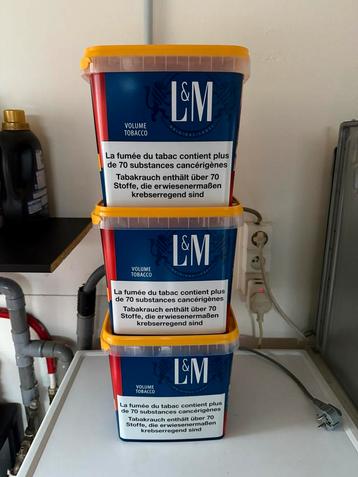 L&M
VOLUME
TOBACCO
La fumée du tabac contient plus
de 70 substances cancérigènes
Tabakrauch enthält über 70
Stoffe, die erwiesenermaßen
krebserregend sind
L&M
VOLUME
TOBACCO
La fumée du tabac contient plus
de 70 substances cancérigènes
Tabakrauch enthält über 70
Stoffe, die erwiesenermaßen
krebserregend sind
L&M
VOLUME
TOBACCO
La fumée du tabac contient plus
de 70 substances cancérigènes
Tabakrauch enthält über 70
Stoffe, die erwiesenermaßen
krebserregend sind